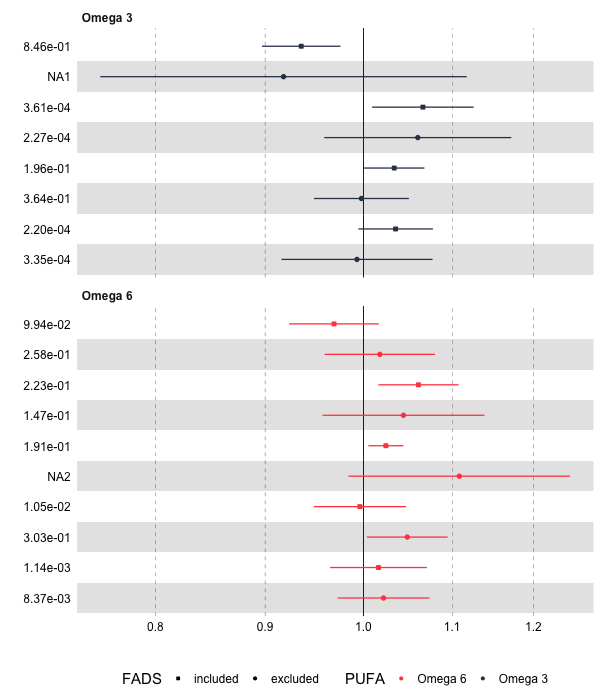 Omega 3
8.46e-01
NA1
3.61e-04
2.27e-04
1.96e-01
3.64e-01
2.20e-04
3.35e-04
Omega 6
9.94e-02
2.58e-01
2.23e-01
1.47e-01
1.91e-01
NA2
1.05e-02
3.03e-01
1.14e-03
8.37e-03
0.8 0.9 1.0 1.1 1.2
FADS included excluded PUFA Omega 6 Omega 3